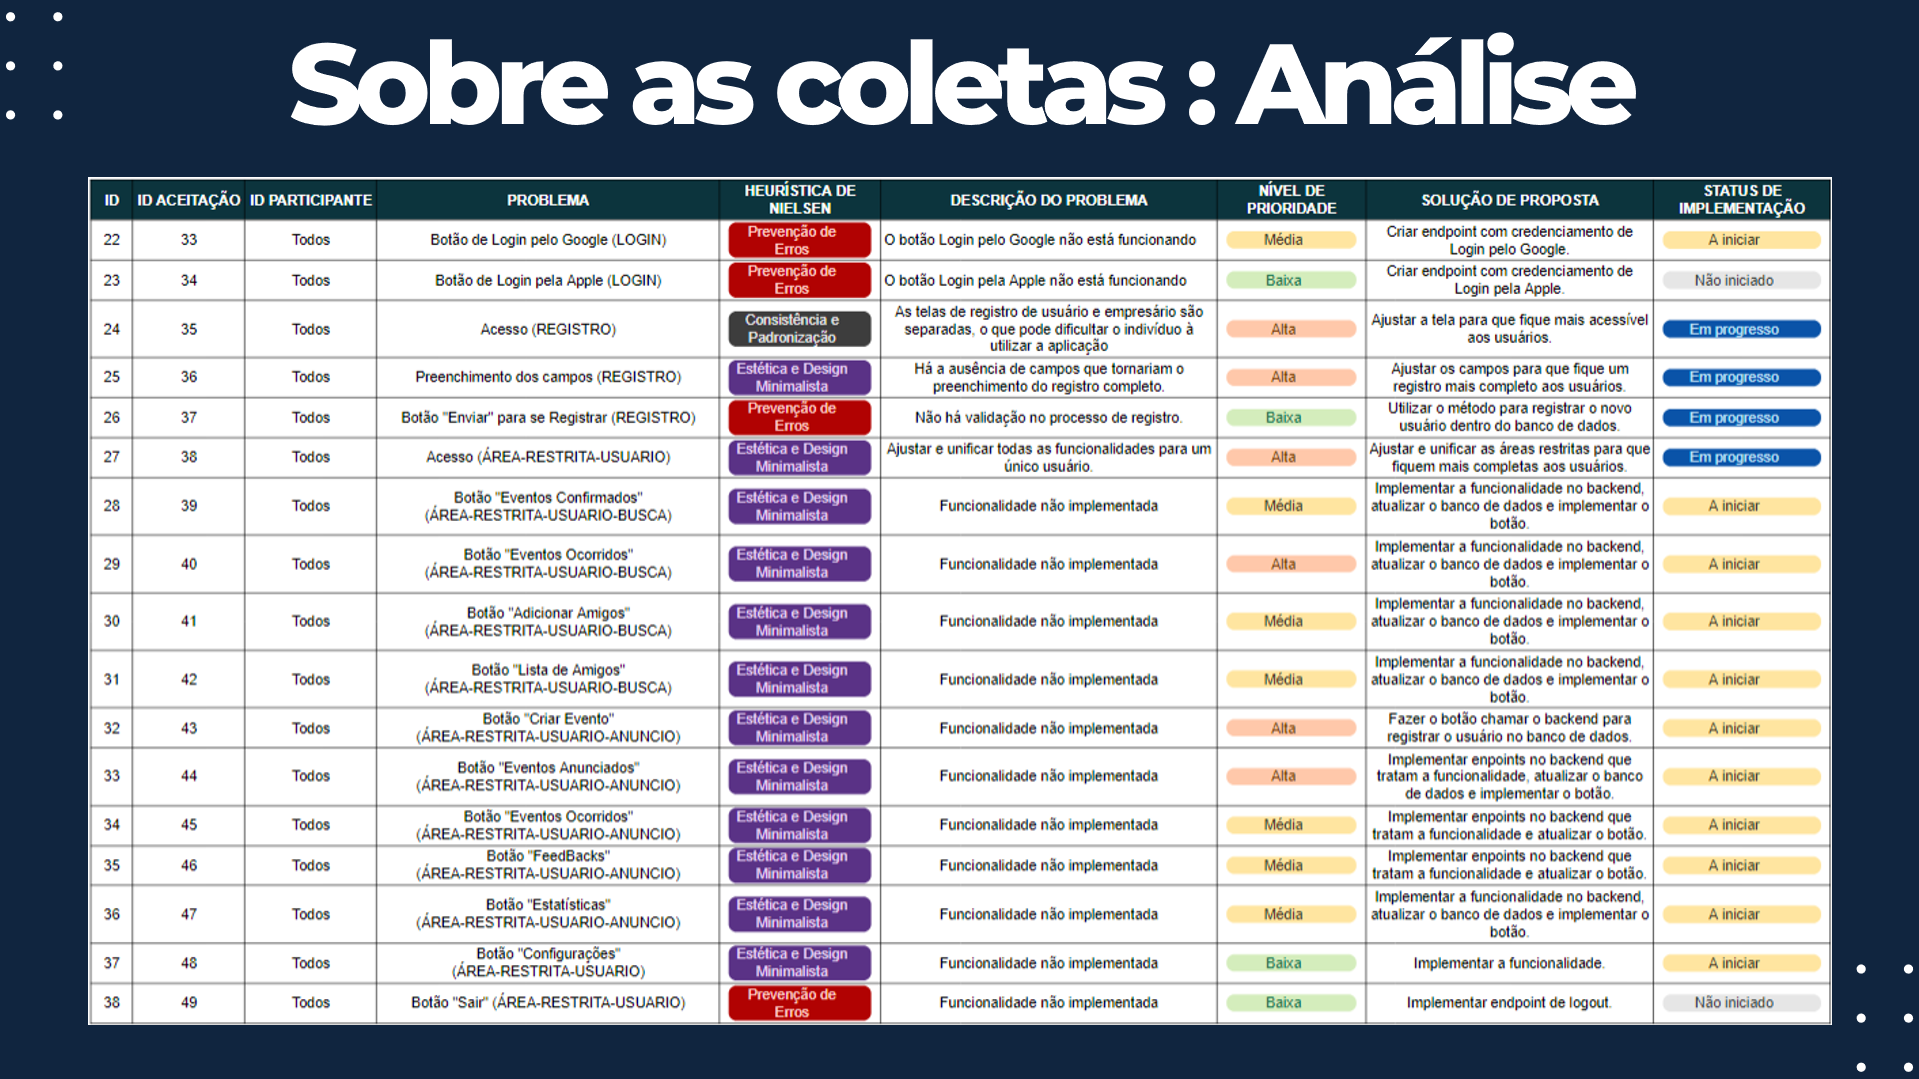 Sobre as coletas : Análise
ID ID ACEITAÇÃO ID PARTICIPANTE PROBLEMA HEURÍSTICA DE NIELSEN DESCRIÇÃO DO PROBLEMA NÍVEL DE PRIORIDADE SOLUÇÃO DE PROPOSTA STATUS DE IMPLEMENTAÇÃO
22 33 Todos Botão de Login pelo Google (LOGIN) Prevenção de Erros O botão Login pelo Google não está funcionando Média Criar endpoint com credenciamento de Login pelo Google. A iniciar
23 34 Todos Botão de Login pela Apple (LOGIN) Prevenção de Erros O botão Login pela Apple não está funcionando Baixa Criar endpoint com credenciamento de Login pela Apple. Não iniciado
24 35 Todos Acesso (REGISTRO) Consistência e Padronização As telas de registro de usuário e empresário são separadas, o que pode dificultar o indivíduo à utilizar a aplicação Alta Ajustar a tela para que fique mais acessível aos usuários. Em progresso
25 36 Todos Preenchimento dos campos (REGISTRO) Estética e Design Minimalista Há a ausência de campos que tornariam o preenchimento do registro completo. Alta Ajustar os campos para que fique um registro mais completo aos usuários. Em progresso
26 37 Todos Botão "Enviar" para se Registrar (REGISTRO) Prevenção de Erros Não há validação no processo de registro. Baixa Utilizar o método para registrar o novo usuário dentro do banco de dados. Em progresso
27 38 Todos Acesso (ÁREA-RESTRITA-USUARIO) Estética e Design Minimalista Ajustar e unificar todas as funcionalidades para um único usuário. Alta Ajustar e unificar as áreas restritas para que fiquem mais completas aos usuários. Em progresso
28 39 Todos Botão "Eventos Confirmados" (ÁREA-RESTRITA-USUARIO-BUSCA) Estética e Design Minimalista Funcionalidade não implementada Média Implementar a funcionalidade no backend, atualizar o banco de dados e implementar o botão. A iniciar
29 40 Todos Botão "Eventos Ocorridos" (ÁREA-RESTRITA-USUARIO-BUSCA) Estética e Design Minimalista Funcionalidade não implementada Alta Implementar a funcionalidade no backend, atualizar o banco de dados e implementar o botão. A iniciar
30 41 Todos Botão "Adicionar Amigos" (ÁREA-RESTRITA-USUARIO-BUSCA) Estética e Design Minimalista Funcionalidade não implementada Média Implementar a funcionalidade no backend, atualizar o banco de dados e implementar o botão. A iniciar
31 42 Todos Botão "Lista de Amigos" (ÁREA-RESTRITA-USUARIO-BUSCA) Estética e Design Minimalista Funcionalidade não implementada Média Implementar a funcionalidade no backend, atualizar o banco de dados e implementar o botão. A iniciar
32 43 Todos Botão "Criar Evento" (ÁREA-RESTRITA-USUARIO-ANUNCIO) Estética e Design Minimalista Funcionalidade não implementada Alta Fazer o botão chamar o backend para registrar o usuário no banco de dados. A iniciar
33 44 Todos Botão "Eventos Anunciados" (ÁREA-RESTRITA-USUARIO-ANUNCIO) Estética e Design Minimalista Funcionalidade não implementada Alta Implementar enpoints no backend que tratam a funcionalidade, atualizar o banco de dados e implementar o botão. A iniciar
34 45 Todos Botão "Eventos Ocorridos" (ÁREA-RESTRITA-USUARIO-ANUNCIO) Estética e Design Minimalista Funcionalidade não implementada Média Implementar enpoints no backend que tratam a funcionalidade e atualizar o botão. A iniciar
35 46 Todos Botão "FeedBacks" (ÁREA-RESTRITA-USUARIO-ANUNCIO) Estética e Design Minimalista Funcionalidade não implementada Média Implementar enpoints no backend que tratam a funcionalidade e atualizar o botão. A iniciar
36 47 Todos Botão "Estatísticas" (ÁREA-RESTRITA-USUARIO-ANUNCIO) Estética e Design Minimalista Funcionalidade não implementada Média Implementar a funcionalidade no backend, atualizar o banco de dados e implementar o botão. A iniciar
37 48 Todos Botão "Configurações" (ÁREA-RESTRITA-USUARIO) Estética e Design Minimalista Funcionalidade não implementada Baixa Implementar a funcionalidade. A iniciar
38 49 Todos Botão "Sair" (ÁREA-RESTRITA-USUARIO) Prevenção de Erros Funcionalidade não implementada Baixa Implementar endpoint de logout. Não iniciado